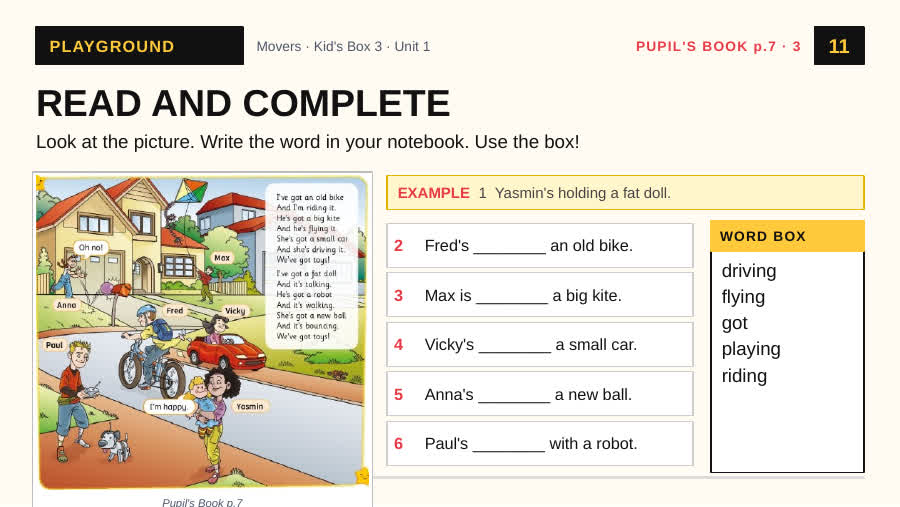 PLAYGROUND
Movers · Kid's Box 3 · Unit 1
PUPIL'S BOOK p.7 · 3
11
READ AND COMPLETE
Look at the picture. Write the word in your notebook. Use the box!
I've got an old bike
And I'm riding it.
He's got a big kite
And he's flying it.
She's got a small car
And she's driving it.
We've got toys!
I've got a fat doll
And it's talking.
He's got a robot
And it's walking.
She's got a new ball
And it's bouncing.
We've got toys!
Oh no!
Max
Anna
Fred
Vicky
Paul
I'm happy.
Yasmin
Pupil's Book p.7
EXAMPLE 1 Yasmin's holding a fat doll.
2 Fred's ________ an old bike.
3 Max is ________ a big kite.
4 Vicky's ________ a small car.
5 Anna's ________ a new ball.
6 Paul's ________ with a robot.
WORD BOX
driving
flying
got
playing
riding